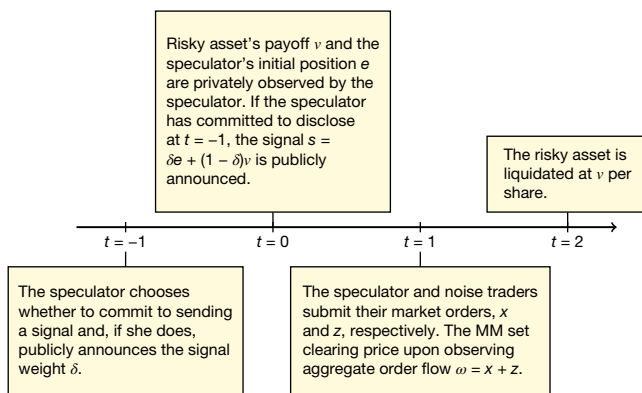 Risky asset's payoff v and the
speculator's initial position e
are privately observed by the
speculator. If the speculator
has committed to disclose
at t = −1, the signal s =
δe + (1 − δ)v is publicly
announced.
The risky asset is
liquidated at v per
share.
t = −1
t = 0
t = 1
t = 2
The speculator chooses
whether to commit to sending
a signal and, if she does,
publicly announces the signal
weight δ.
The speculator and noise traders
submit their market orders, x
and z, respectively. The MM set
clearing price upon observing
aggregate order flow ω = x + z.